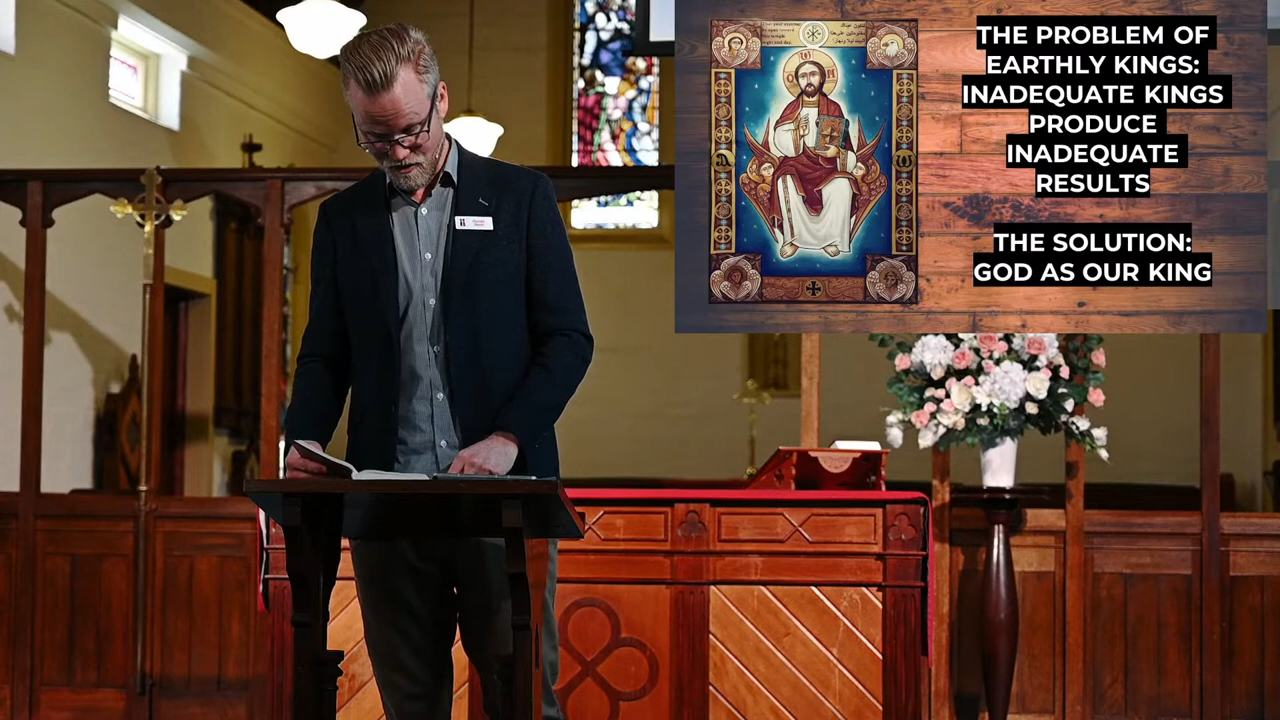 THE PROBLEM OF
EARTHLY KINGS:
INADEQUATE KINGS
PRODUCE
INADEQUATE
RESULTS
THE SOLUTION:
GOD AS OUR KING